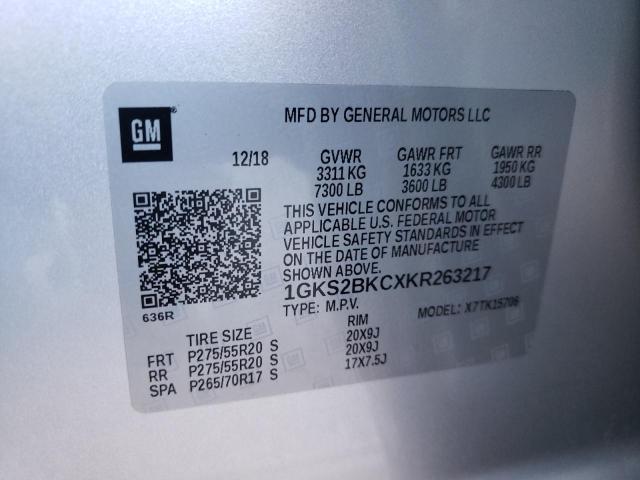 GM
®
MFD BY GENERAL MOTORS LLC
12/18 GVWR GAWR FRT GAWR RR
3311 KG 1633 KG 1950 KG
7300 LB 3600 LB 4300 LB
THIS VEHICLE CONFORMS TO ALL
APPLICABLE U.S. FEDERAL MOTOR
VEHICLE SAFETY STANDARDS IN EFFECT
ON THE DATE OF MANUFACTURE
SHOWN ABOVE.
1GKS2BKCXKR263217
636R
TYPE: M.P.V. MODEL: X7TK15706
TIRE SIZE RIM
FRT P275/55R20 S 20X9J
RR P275/55R20 S 20X9J
SPA P265/70R17 S 17X7.5J